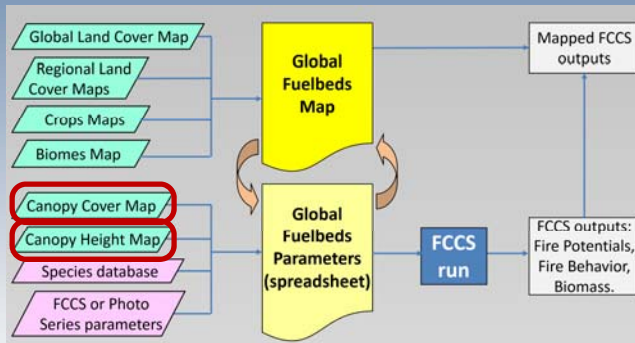 Global Land Cover Map
Regional Land
Cover Maps
Crops Maps
Biomes Map
Canopy Cover Map
Canopy Height Map
Species database
FCCS or Photo
Series parameters
Global
Fuelbeds
Map
Global
Fuelbeds
Parameters
(spreadsheet)
FCCS
run
Mapped FCCS
outputs
FCCS outputs:
Fire Potentials,
Fire Behavior,
Biomass.